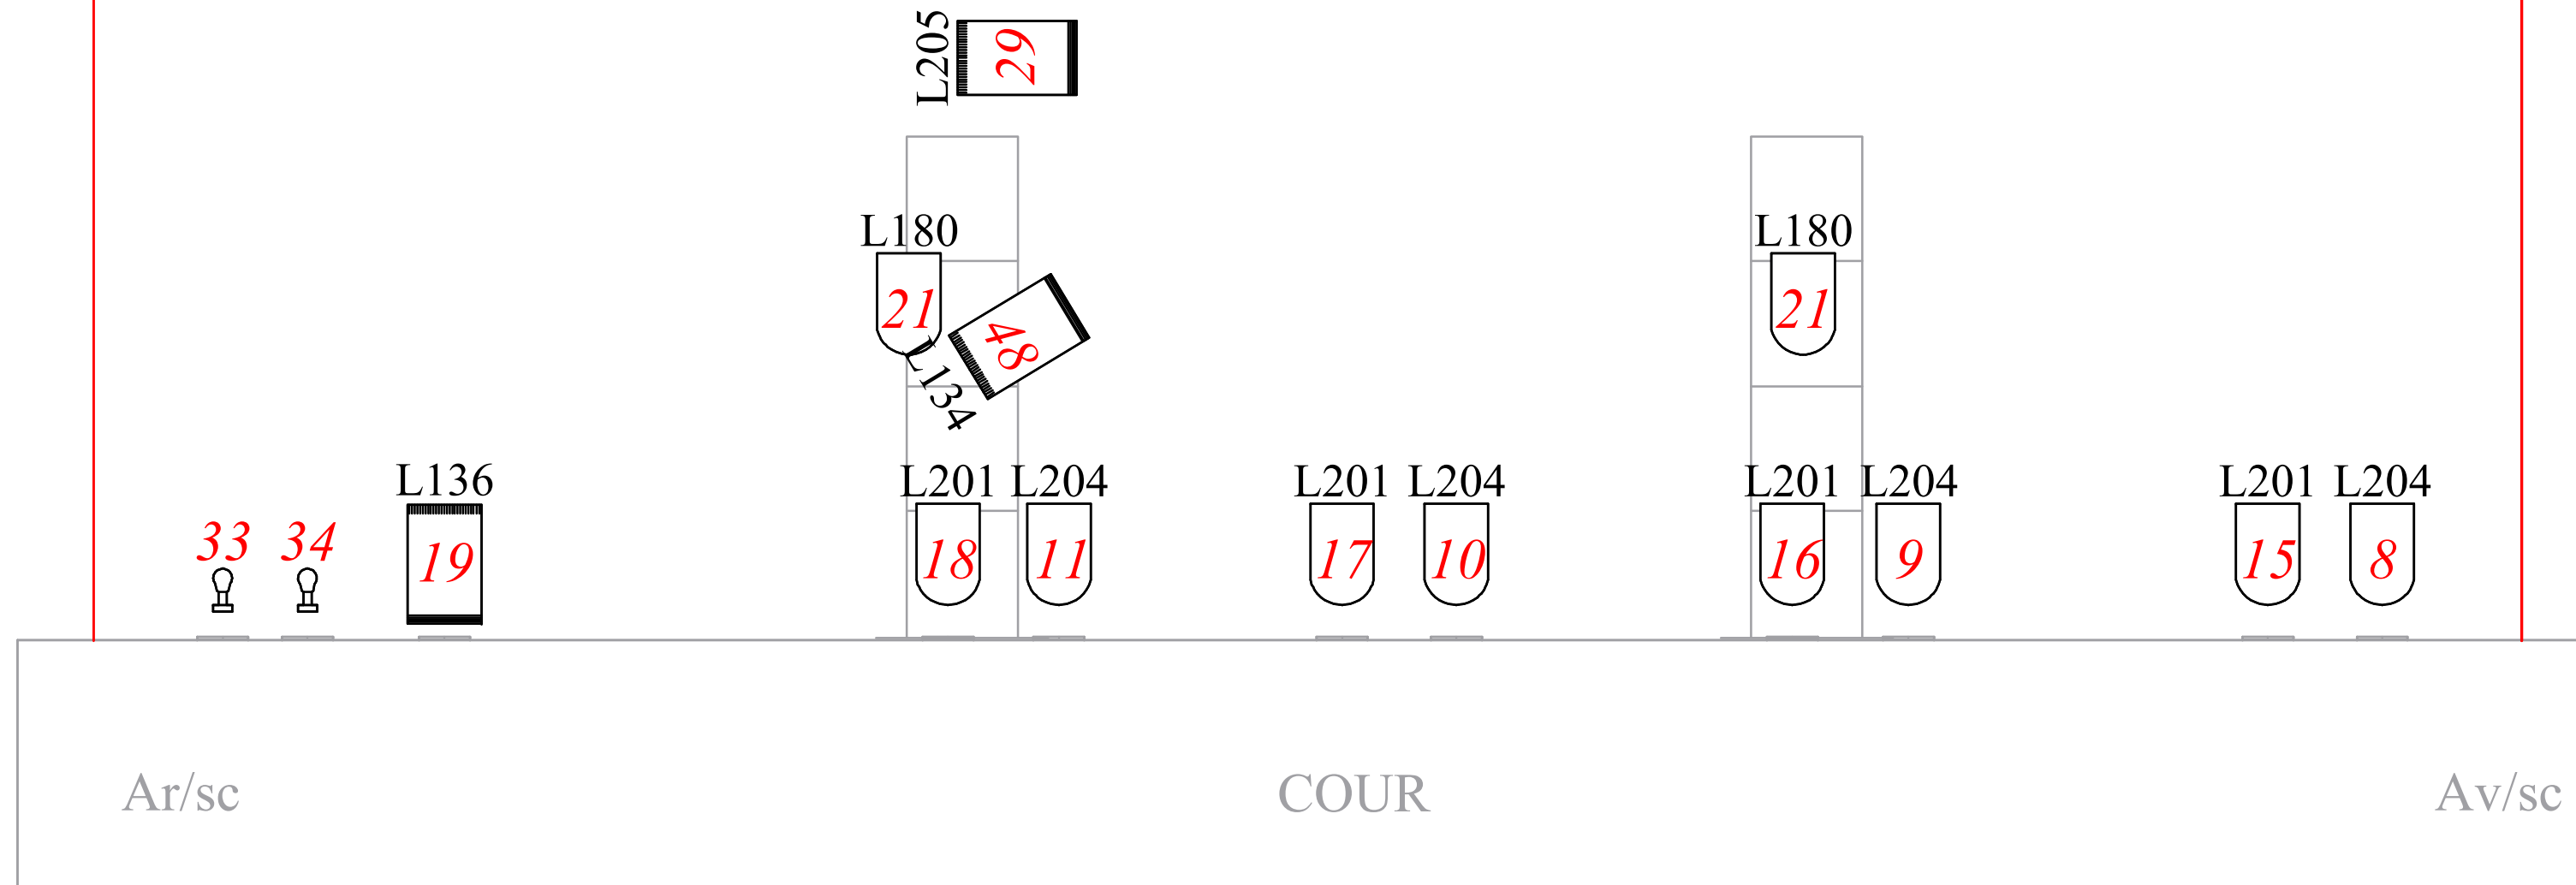 L205 29
L180 L180
21 21
48
L134
L136 L201 L204 L201 L204 L201 L204 L201 L204
33 34 19 18 11 17 10 16 9 15 8
Ar/sc COUR Av/sc